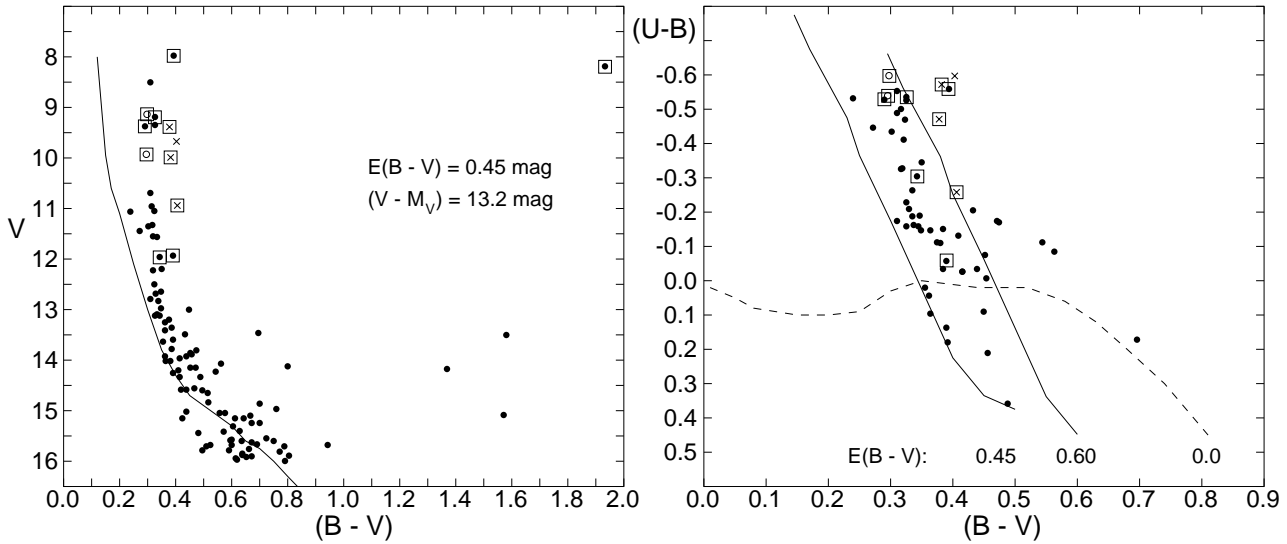 8
9
10
11
12
13
14
15
16
V
0.0 0.2 0.4 0.6 0.8 1.0 1.2 1.4 1.6 1.8 2.0
(B - V)
E(B - V) = 0.45 mag
(V - M_V) = 13.2 mag
(U-B)
-0.6
-0.5
-0.4
-0.3
-0.2
-0.1
0.0
0.1
0.2
0.3
0.4
0.5
E(B - V): 0.45 0.60 0.0
0.0 0.1 0.2 0.3 0.4 0.5 0.6 0.7 0.8 0.9
(B - V)